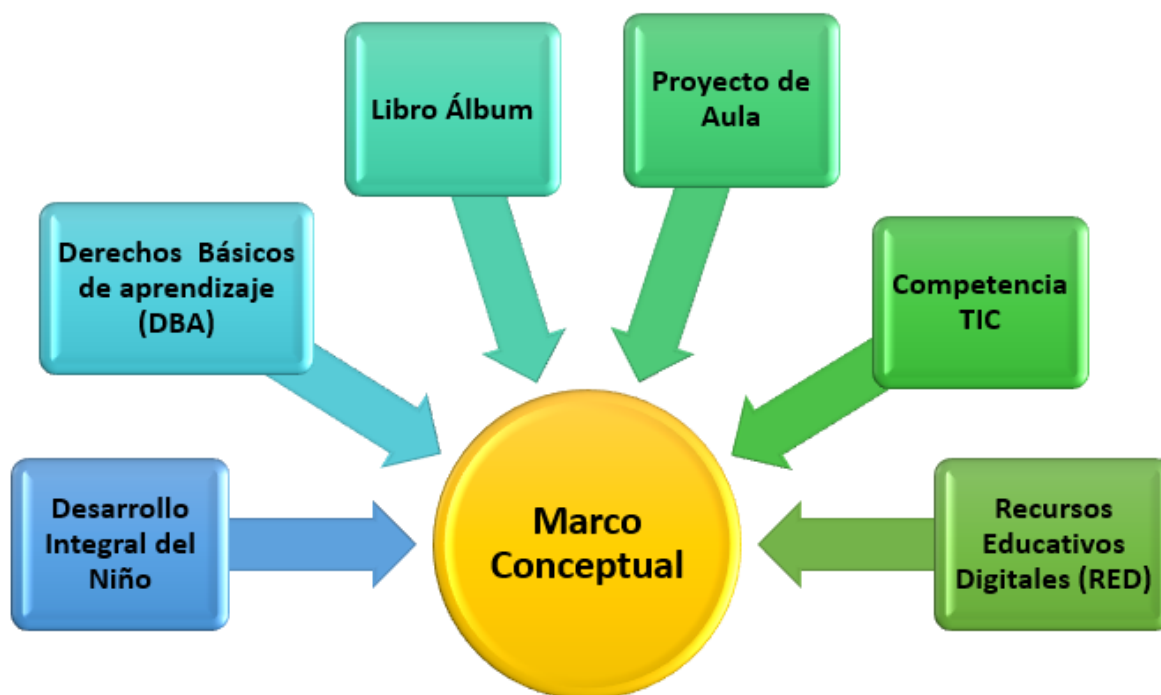 Libro Álbum
Proyecto de
Aula
Derechos Básicos
de aprendizaje
(DBA)
Competencia
TIC
Desarrollo
Integral del
Niño
Marco
Conceptual
Recursos
Educativos
Digitales (RED)